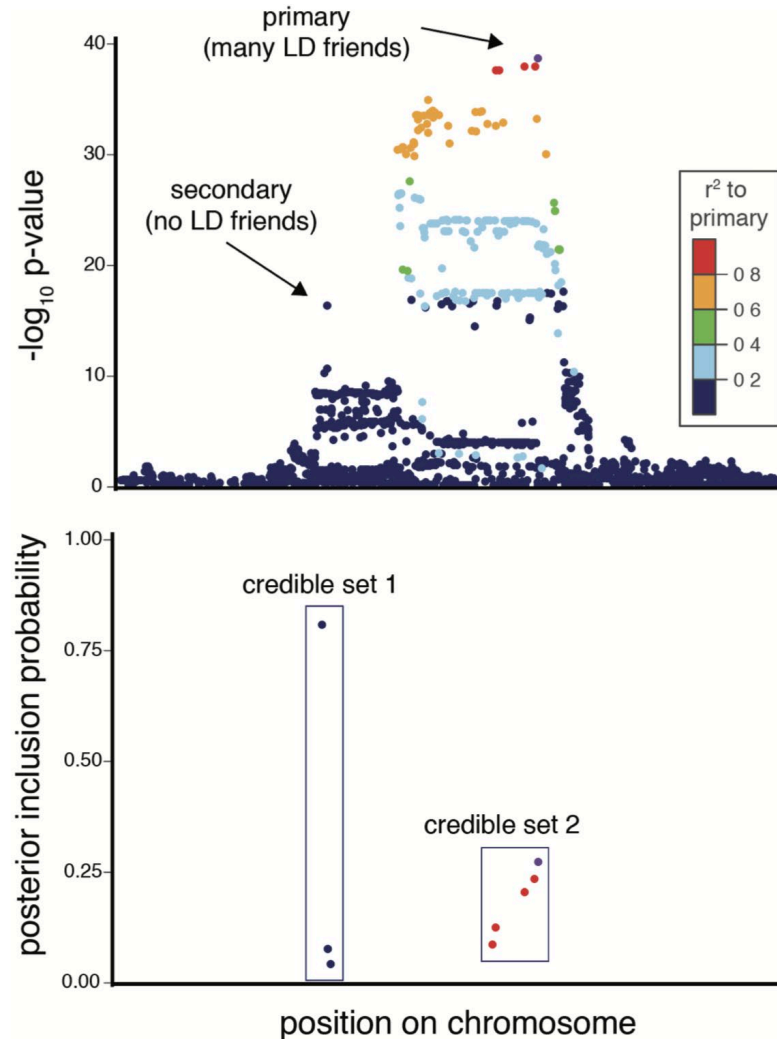 primary
(many LD friends)
40
30
20
10
0
-log10 p-value
secondary
(no LD friends)
r2 to
primary
0 8
0 6
0 4
0 2
1.00
0.75
0.50
0.25
0.00
posterior inclusion probability
credible set 1
credible set 2
position on chromosome